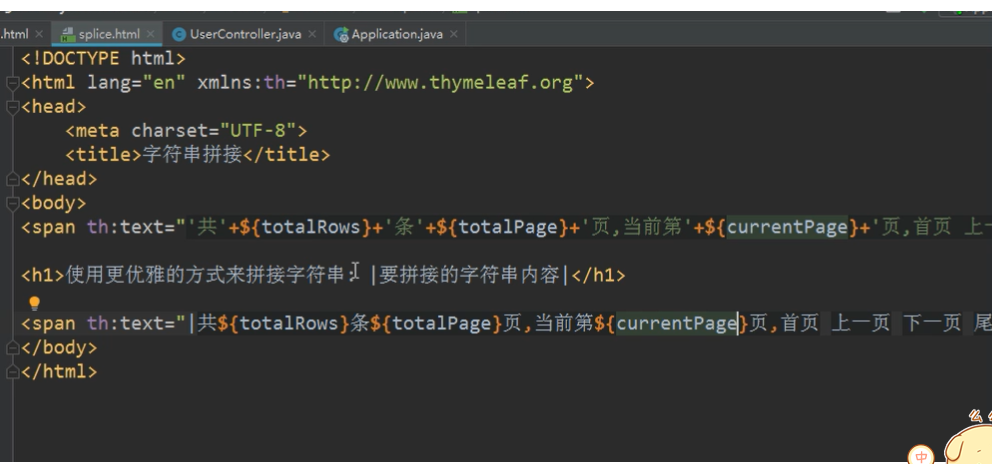 .html splice.html UserController.java Application.java
<!DOCTYPE html>
<html lang="en" xmlns:th="http://www.thymeleaf.org">
<head>
<meta charset="UTF-8">
<title>字符串拼接</title>
</head>
<body>
<span th:text="'共'+${totalRows}+'条'+${totalPage}+'页,当前第'+${currentPage}+'页,首页 上一
<h1>使用更优雅的方式来拼接字符串: |要拼接的字符串内容|</h1>
<span th:text="|共${totalRows}条${totalPage}页,当前第${currentPage}页,首页 上一页 下一页 尾
</body>
</html>
么
中